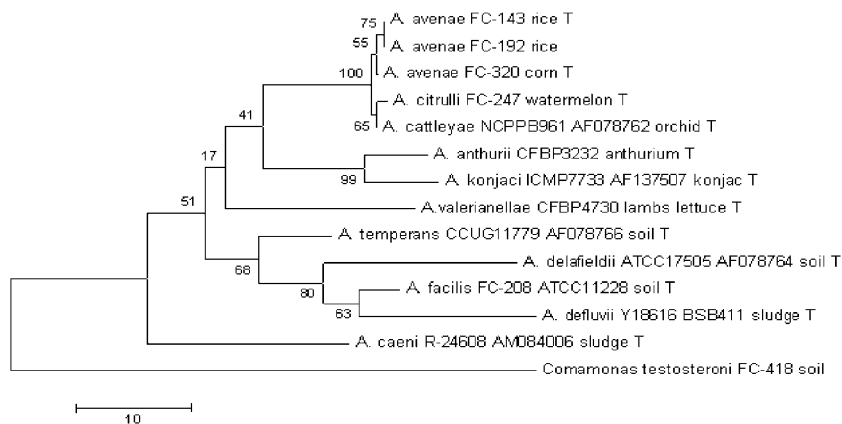 75
A. avenae FC-143 rice T
55
A. avenae FC-192 rice
100
A. avenae FC-320 corn T
A. citrulli FC-247 watermelon T
41
65
A. cattleyae NCPPB961 AF078762 orchid T
17
A. anthurii CFBP3232 anthurium T
99
A. konjaci ICMP7733 AF137507 konjac T
51
A.valerianellae CFBP4730 lambs lettuce T
A. temperans CCUG11779 AF078766 soil T
68
A. delafieldii ATCC17505 AF078764 soil T
80
A. facilis FC-208 ATCC11228 soil T
63
A. defluvii Y18616 BSB411 sludge T
A. caeni R-24608 AM084006 sludge T
Comamonas testosteroni FC-418 soil
10